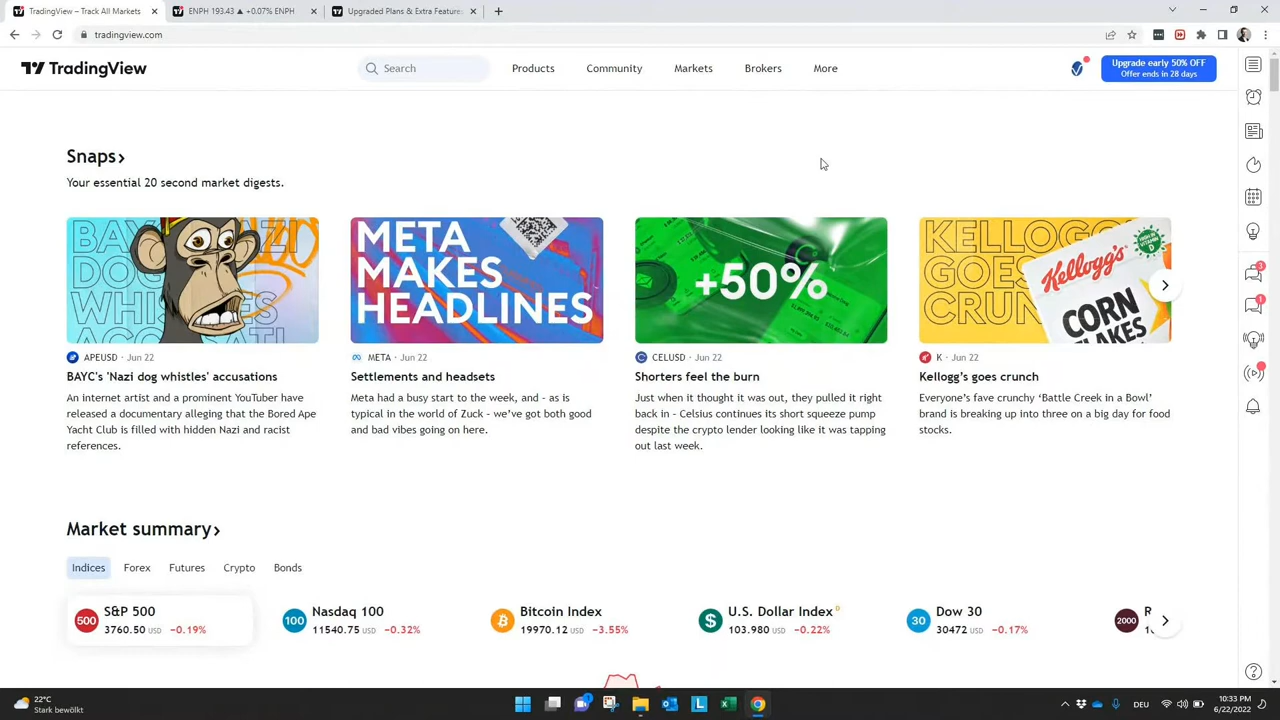 TradingView – Track All Markets
ENPH 193.43 ▲ +0.07% ENPH
Upgraded Plans & Extra Features
tradingview.com
TradingView
Search
Products
Community
Markets
Brokers
More
Upgrade early 50% OFF
Offer ends in 28 days
Snaps
Your essential 20 second market digests.
META
MAKES
HEADLINES
+50%
KELLOGG
GOES
CRUN
Kellogg's
CORN
FLAKES
APEUSD · Jun 22
BAYC's 'Nazi dog whistles' accusations
An internet artist and a prominent YouTuber have
released a documentary alleging that the Bored Ape
Yacht Club is filled with hidden Nazi and racist
references.
META · Jun 22
Settlements and headsets
Meta had a busy start to the week, and - as is
typical in the world of Zuck - we've got both good
and bad vibes going on here.
CELUSD · Jun 22
Shorters feel the burn
Just when it thought it was out, they pulled it right
back in - Celsius continues its short squeeze pump
despite the crypto lender looking like it was tapping
out last week.
K · Jun 22
Kellogg's goes crunch
Everyone's fave crunchy 'Battle Creek in a Bowl'
brand is breaking up into three on a big day for food
stocks.
Market summary
Indices
Forex
Futures
Crypto
Bonds
500
S&P 500
3760.50 USD −0.19%
100
Nasdaq 100
11540.75 USD −0.32%
Bitcoin Index
19970.12 USD −3.55%
$
U.S. Dollar Index D
103.980 USD −0.22%
30
Dow 30
30472 USD −0.17%
2000
22°C
Stark bewölkt
DEU
10:33 PM
6/22/2022